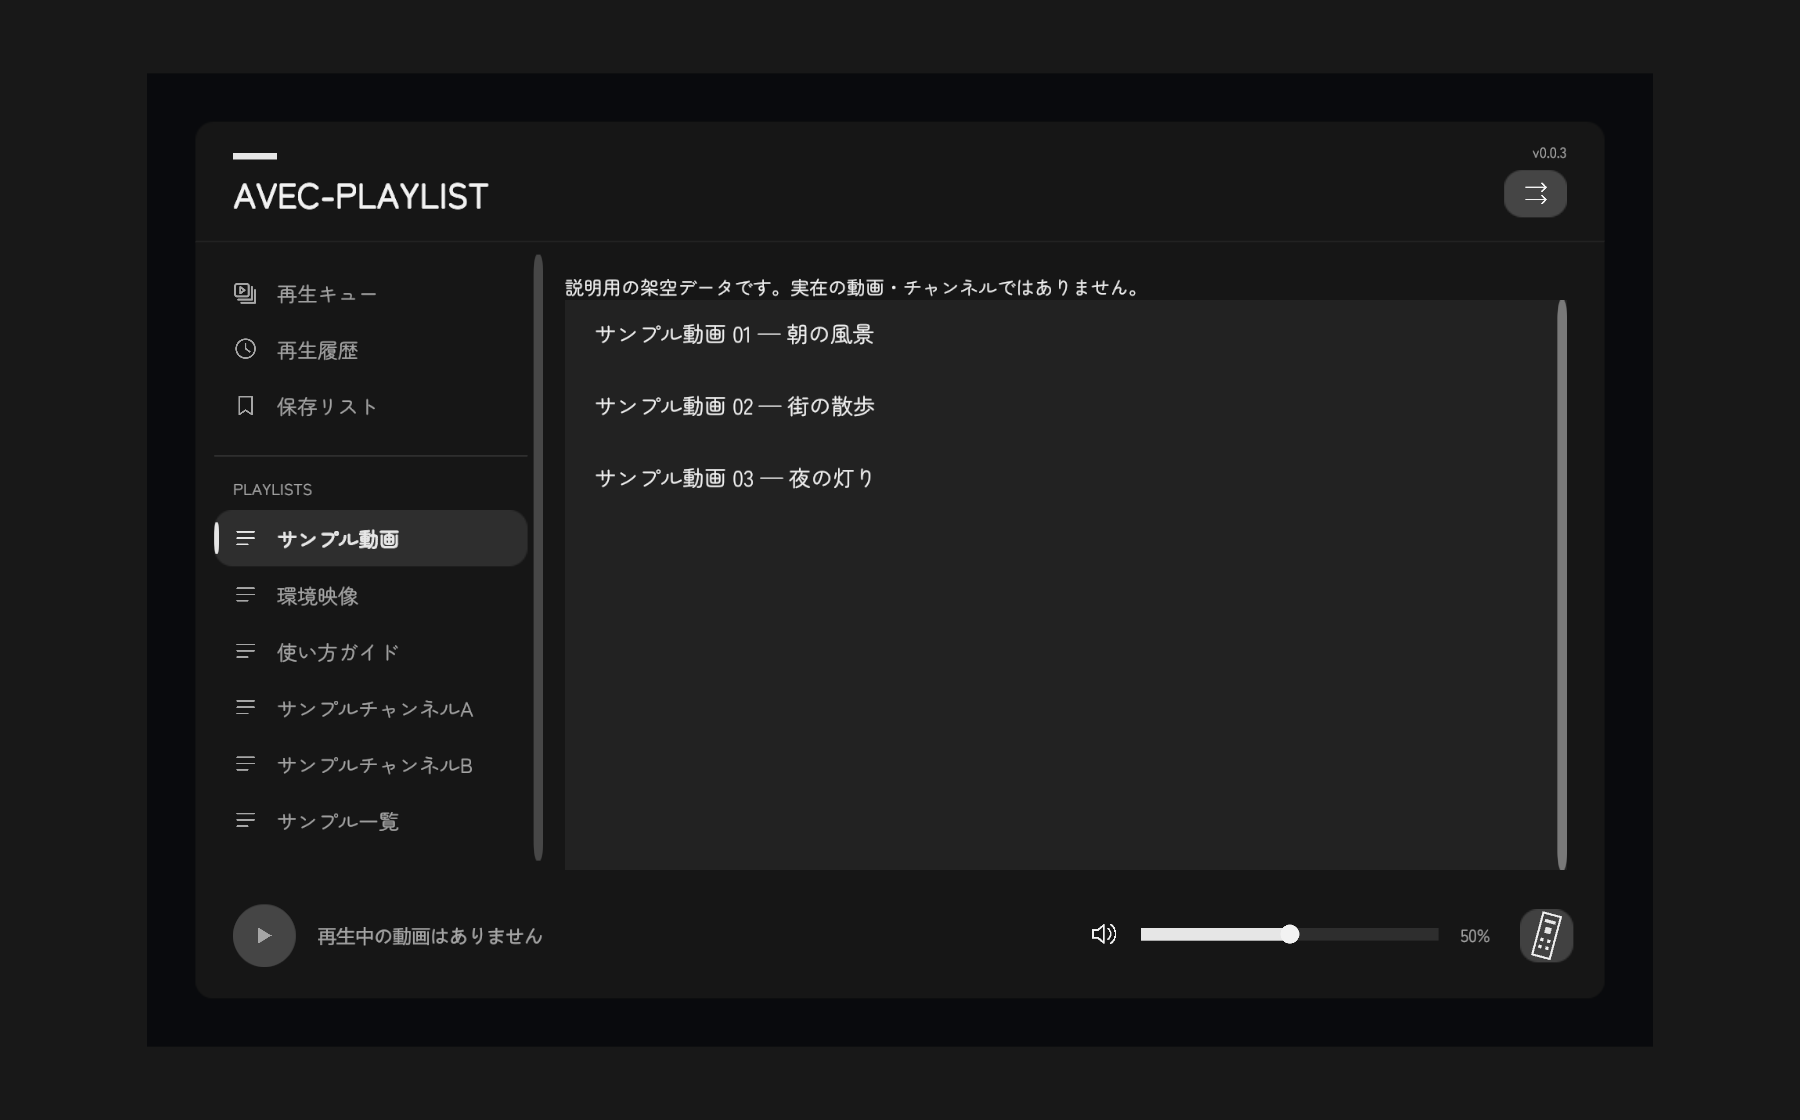 v0.0.3
AVEC-PLAYLIST
再生キュー
再生履歴
保存リスト
PLAYLISTS
サンプル動画
環境映像
使い方ガイド
サンプルチャンネルA
サンプルチャンネルB
サンプル一覧
説明用の架空データです。実在の動画・チャンネルではありません。
サンプル動画 01 — 朝の風景
サンプル動画 02 — 街の散歩
サンプル動画 03 — 夜の灯り
再生中の動画はありません
50%